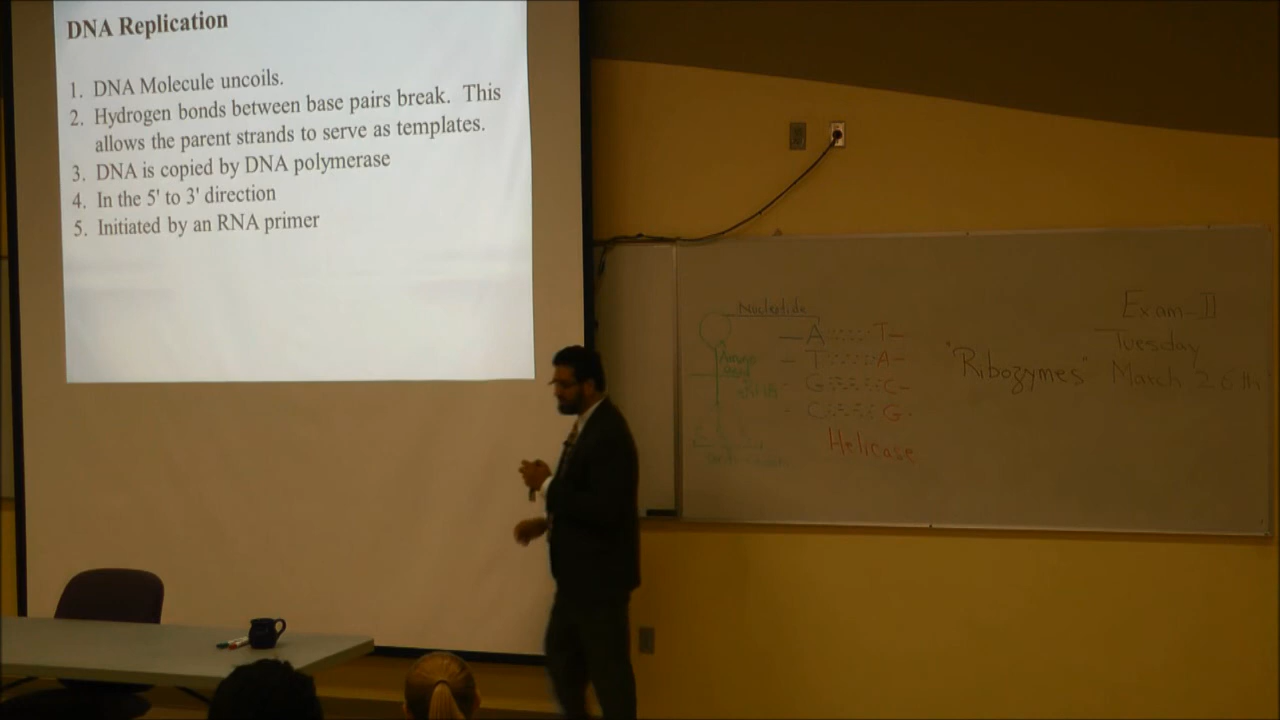 DNA Replication
1. DNA Molecule uncoils.
2. Hydrogen bonds between base pairs break. This
allows the parent strands to serve as templates.
3. DNA is copied by DNA polymerase
4. In the 5' to 3' direction
5. Initiated by an RNA primer
Nucleotide
A T
T A
G C
C G
Helicase
"Ribozymes"
Exam-II
Tuesday
March 26th